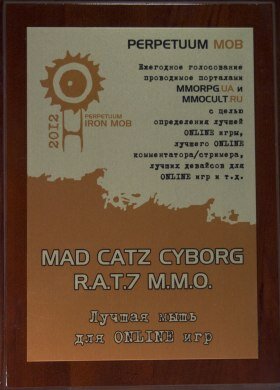 PERPETUUM MOB
Ежегодное голосование
проводимое порталами
MMORPG.UA и
MMOCULT.RU
с целью
определения лучшей
ONLINE игры,
лучшего ONLINE
комментатора/стримера,
лучших девайсов для
ONLINE игр и т.д.
2012
PERPETUUM
IRON MOB
MAD CATZ CYBORG
R.A.T.7 M.M.O.
Лучшая мышь
для ONLINE игр